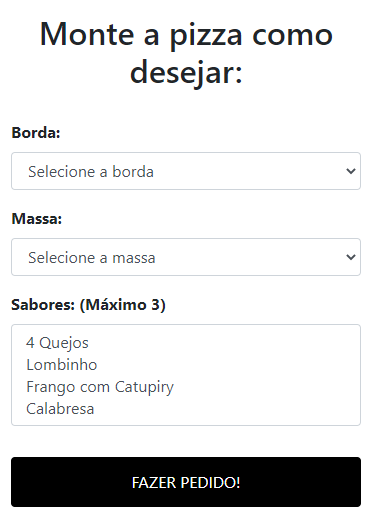 Monte a pizza como
desejar:
Borda:
Selecione a borda
Massa:
Selecione a massa
Sabores: (Máximo 3)
4 Quejos
Lombinho
Frango com Catupiry
Calabresa
FAZER PEDIDO!